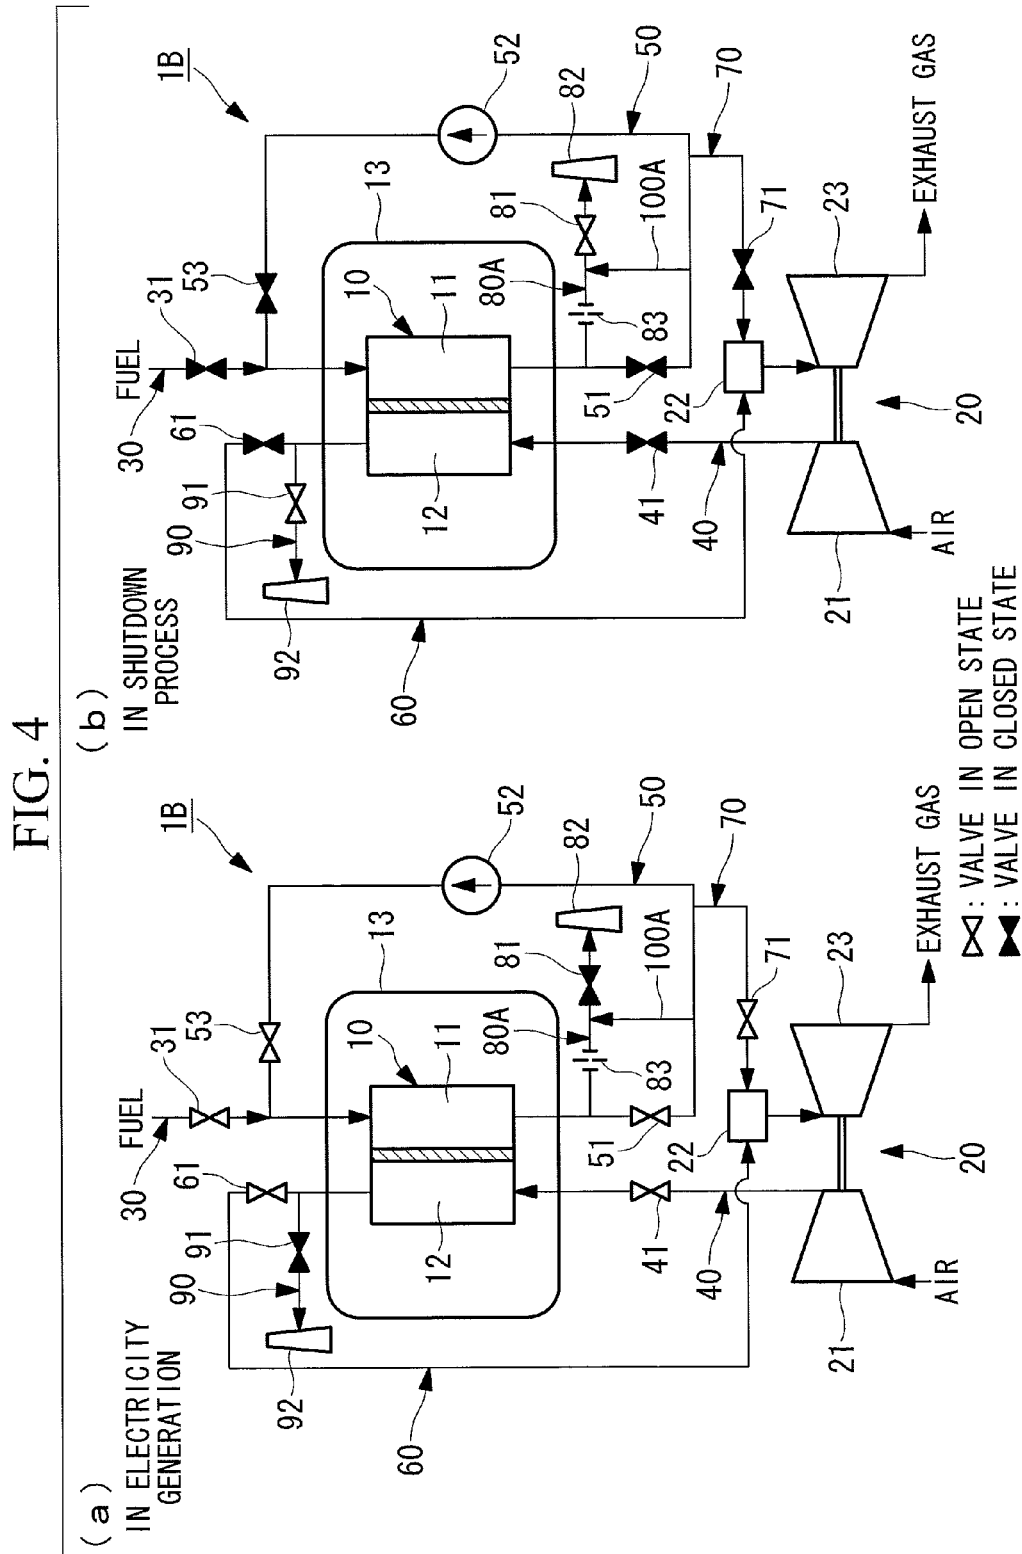 FIG. 4
(a)
IN ELECTRICITY
GENERATION
1B
FUEL
30
31
61
53
91
90
92
13
52
10
11
12
81
82
80A
83
100A
50
51
41
60
40
22
70
71
20
21
23
AIR
EXHAUST GAS
(b)
IN SHUTDOWN
PROCESS
1B
FUEL
30
31
61
53
91
90
92
13
52
10
11
12
81
82
80A
83
100A
50
51
41
60
40
22
70
71
20
21
23
AIR
EXHAUST GAS
: VALVE IN OPEN STATE
: VALVE IN CLOSED STATE